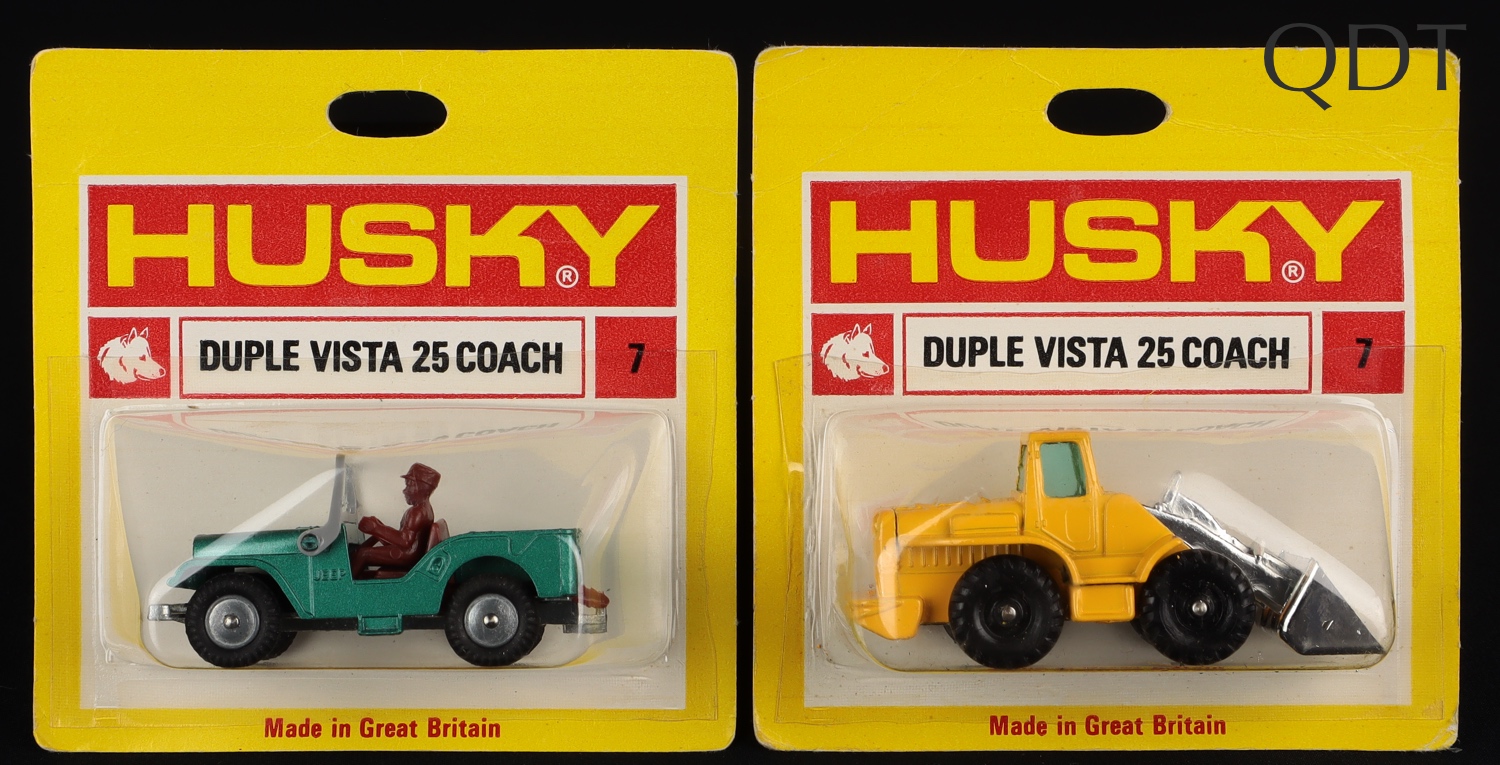 QDT
HUSKY®
DUPLE VISTA 25 COACH 7
JEEP
Made in Great Britain
HUSKY®
DUPLE VISTA 25 COACH 7
Made in Great Britain